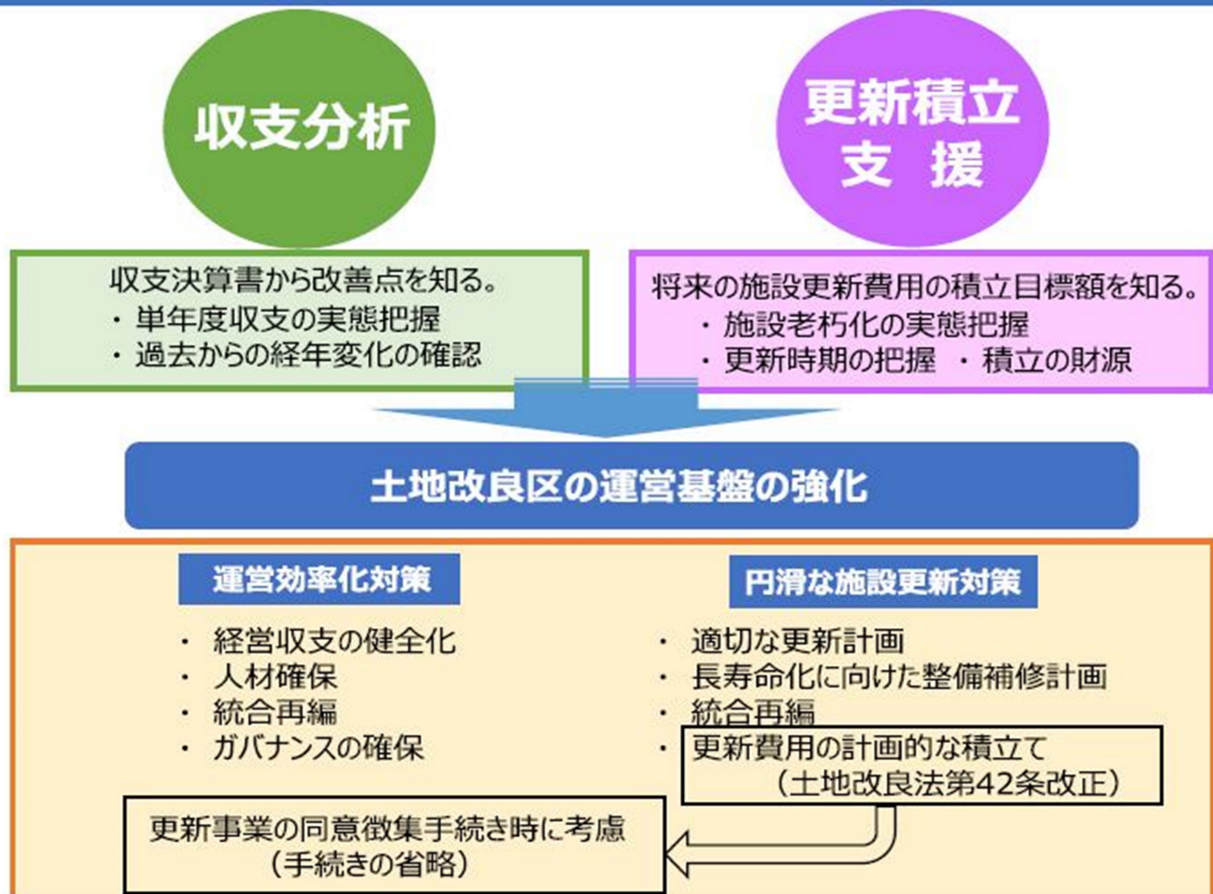 収支分析
更新積立
支 援
収支決算書から改善点を知る。
・ 単年度収支の実態把握
・ 過去からの経年変化の確認
将来の施設更新費用の積立目標額を知る。
・ 施設老朽化の実態把握
・ 更新時期の把握 ・ 積立の財源
土地改良区の運営基盤の強化
運営効率化対策
・ 経営収支の健全化
・ 人材確保
・ 統合再編
・ ガバナンスの確保
円滑な施設更新対策
・ 適切な更新計画
・ 長寿命化に向けた整備補修計画
・ 統合再編
・ 更新費用の計画的な積立て
(土地改良法第42条改正)
更新事業の同意徴集手続き時に考慮
(手続きの省略)